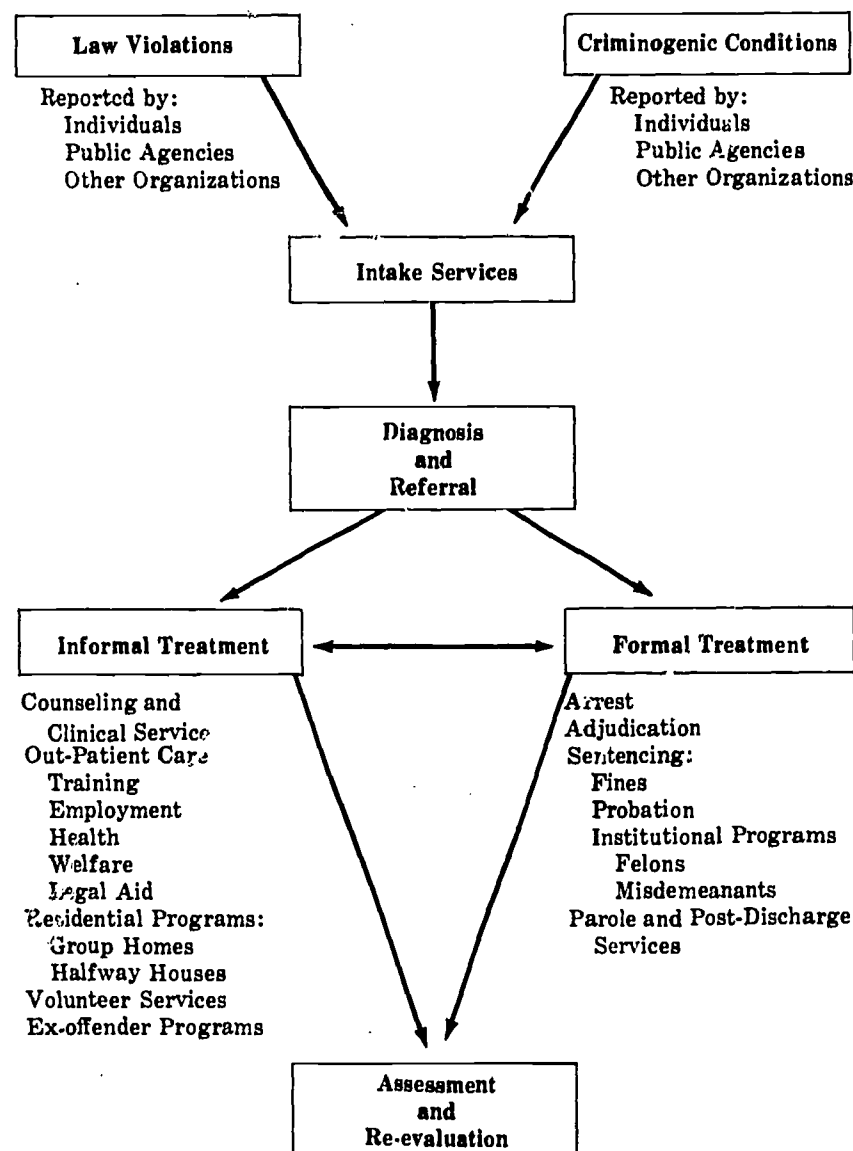 Law Violations
Reported by:
Individuals
Public Agencies
Other Organizations
Criminogenic Conditions
Reported by:
Individuals
Public Agencies
Other Organizations
Intake Services
Diagnosis
and
Referral
Informal Treatment
Counseling and
Clinical Service
Out-Patient Care
Training
Employment
Health
Welfare
Legal Aid
Residential Programs:
Group Homes
Halfway Houses
Volunteer Services
Ex-offender Programs
Formal Treatment
Arrest
Adjudication
Sentencing:
Fines
Probation
Institutional Programs
Felons
Misdemeanants
Parole and Post-Discharge
Services
Assessment
and
Re-evaluation